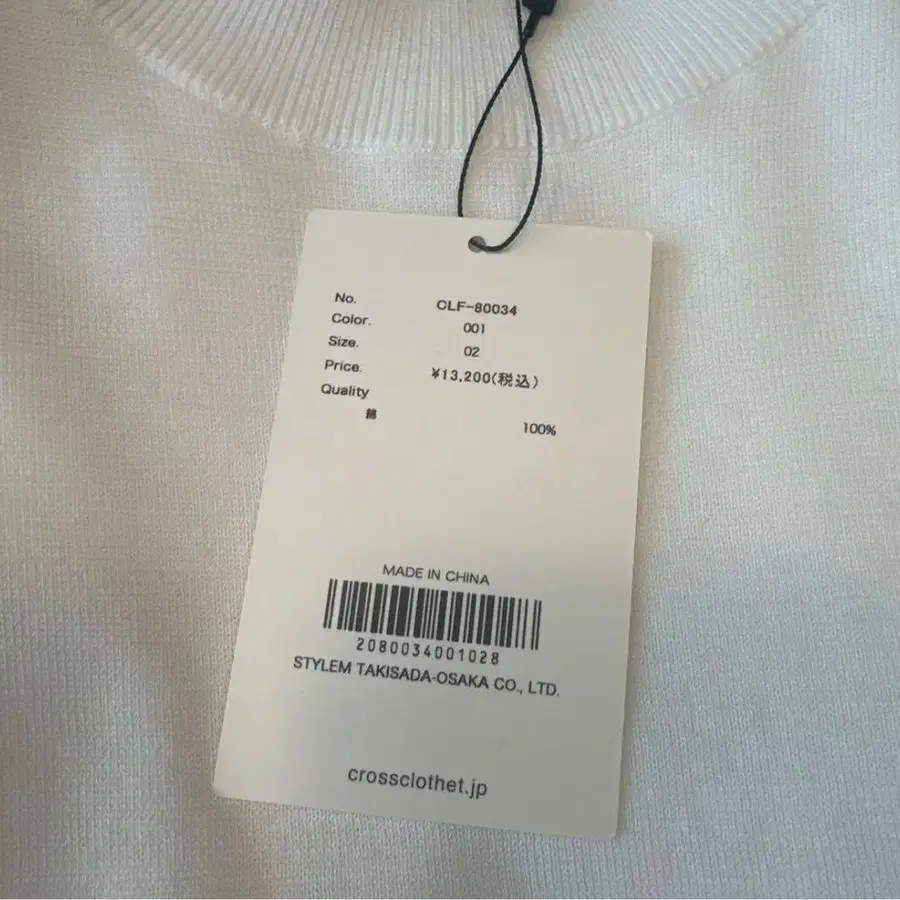 No. CLF-80034
Color. 001
Size. 02
Price. ¥13,200(税込)
Quality
綿 100%
MADE IN CHINA
2080034001028
STYLEM TAKISADA-OSAKA CO., LTD.
crossclothet.jp